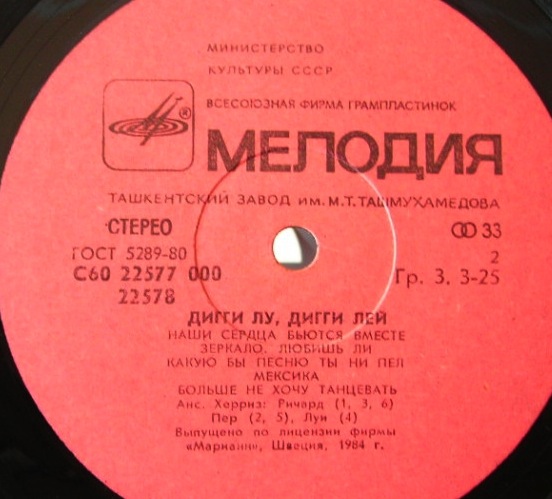 МИНИСТЕРСТВО
КУЛЬТУРЫ СССР
ВСЕСОЮЗНАЯ ФИРМА ГРАМПЛАСТИНОК
®
МЕЛОДИЯ
ТАШКЕНТСКИЙ ЗАВОД им. М.Т. ТАШМУХАМЕДОВА
СТЕРЕО 33
ГОСТ 5289-80 2
С60 22577 000 Гр. 3. 3-25
22578
ДИГГИ ЛУ, ДИГГИ ЛЕЙ
НАШИ СЕРДЦА БЬЮТСЯ ВМЕСТЕ
ЗЕРКАЛО. ЛЮБИШЬ ЛИ
КАКУЮ БЫ ПЕСНЮ ТЫ НИ ПЕЛ
МЕКСИКА
БОЛЬШЕ НЕ ХОЧУ ТАНЦЕВАТЬ
Анс. Херриз: Ричард (1, 3, 6)
Пер (2, 5), Луи (4)
Выпущено по лицензии фирмы
«Марианн», Швеция, 1984 г.